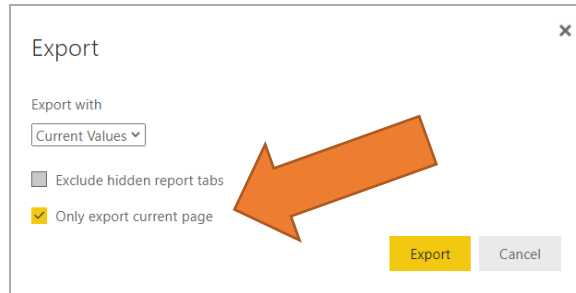 Export
Export with
Current Values
Exclude hidden report tabs
Only export current page
Export Cancel